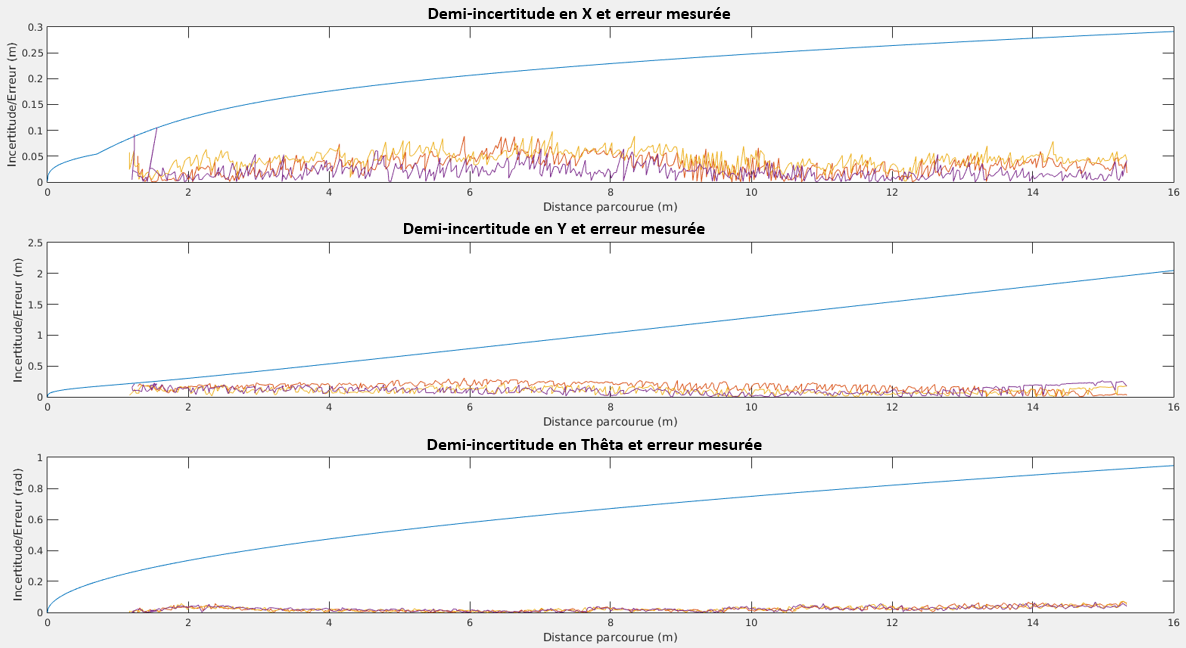 Demi-incertitude en X et erreur mesurée
Incertitude/Erreur (m)
0.3
0.25
0.2
0.15
0.1
0.05
0
0 2 4 6 8 10 12 14 16
Distance parcourue (m)
Demi-incertitude en Y et erreur mesurée
Incertitude/Erreur (m)
2.5
2
1.5
1
0.5
0
0 2 4 6 8 10 12 14 16
Distance parcourue (m)
Demi-incertitude en Thêta et erreur mesurée
Incertitude/Erreur (rad)
1
0.8
0.6
0.4
0.2
0
0 2 4 6 8 10 12 14 16
Distance parcourue (m)